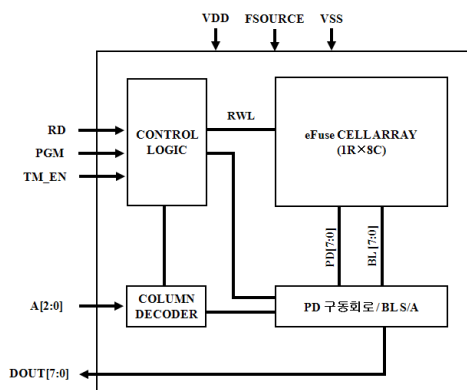 VDD FSOURCE VSS
RD
PGM
TM_EN
CONTROL
LOGIC
RWL
eFuse CELL ARRAY
(1R×8C)
PD[7:0]
BL[7:0]
A[2:0]
COLUMN
DECODER
PD 구동회로/BL S/A
DOUT[7:0]